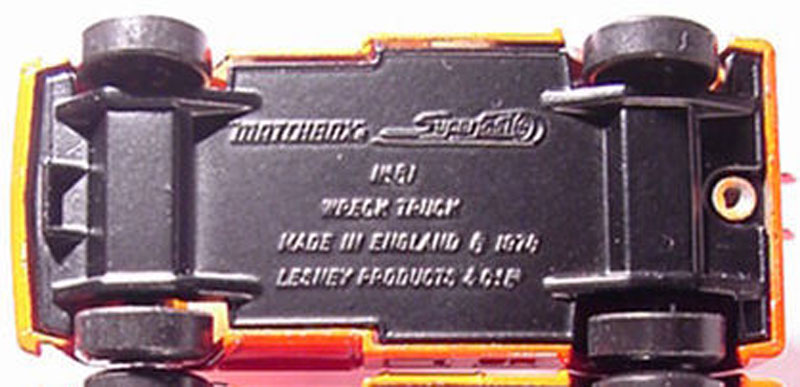 MATCHBOX Superfast
No 61
WRECK TRUCK
MADE IN ENGLAND © 1978
LESNEY PRODUCTS & Co Ltd